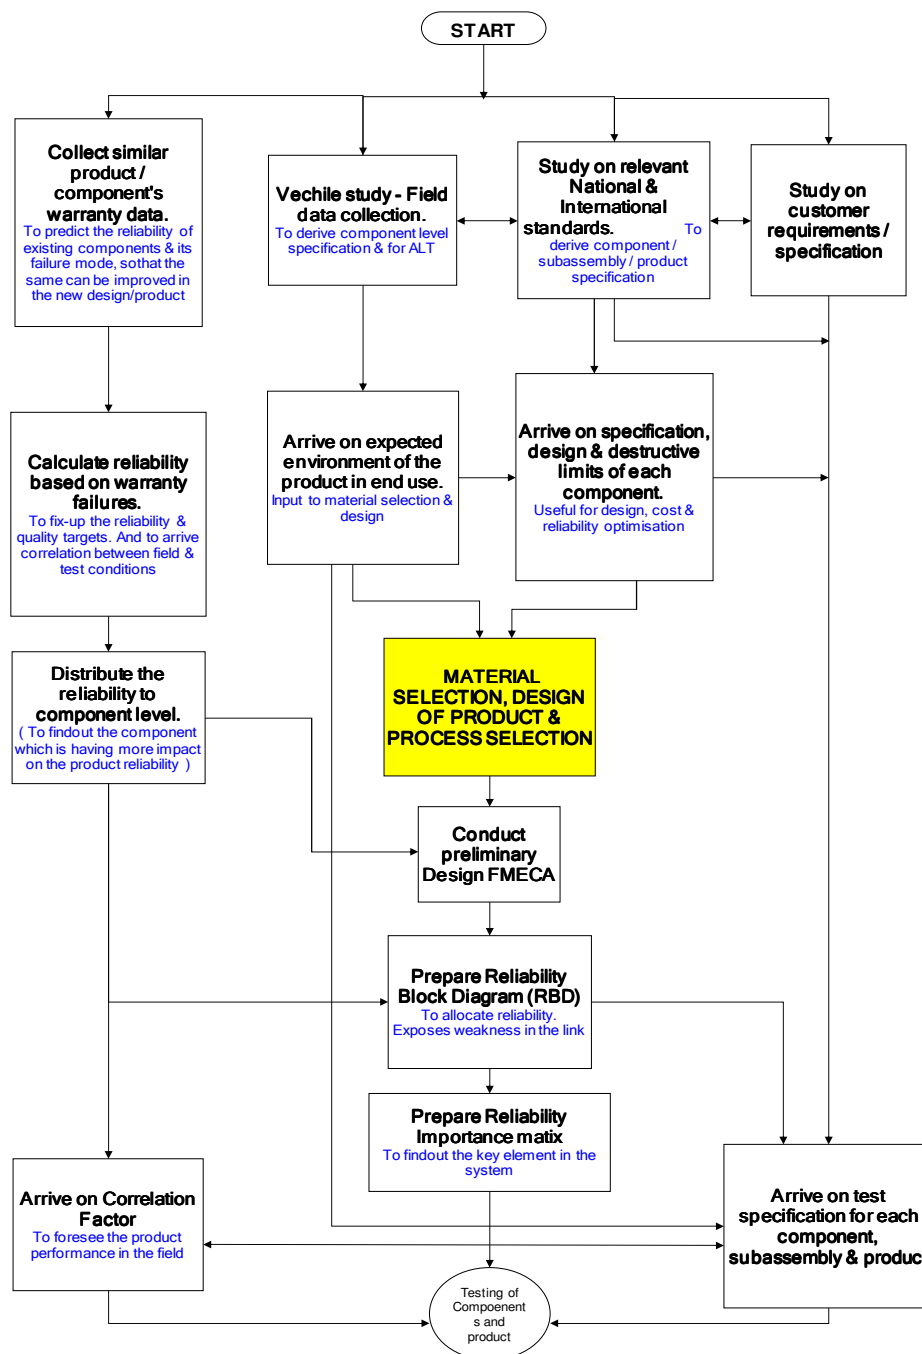 START
Collect similar
product /
component's
warranty data.
To predict the reliability of
existing components & its
failure mode, sothat the
same can be improved in
the new design/product
Vechile study - Field
data collection.
To derive component level
specification & for ALT
Study on relevant
National &
International
standards. To
derive component /
subassembly / product
specification
Study on
customer
requirements /
specification
Calculate reliability
based on warranty
failures.
To fix-up the reliability &
quality targets. And to arrive
correlation between field &
test conditions
Arrive on expected
environment of the
product in end use.
Input to material selection &
design
Arrive on specification,
design & destructive
limits of each
component.
Useful for design, cost &
reliability optimisation
Distribute the
reliability to
component level.
( To findout the component
which is having more impact
on the product reliability )
MATERIAL
SELECTION, DESIGN
OF PRODUCT &
PROCESS SELECTION
Conduct
preliminary
Design FMECA
Prepare Reliability
Block Diagram (RBD)
To allocate reliability.
Exposes weakness in the link
Prepare Reliability
Importance matix
To findout the key element in the
system
Arrive on Correlation
Factor
To foresee the product
performance in the field
Arrive on test
specification for each
component,
subassembly & produc
Testing of
Compoenent
s and
product